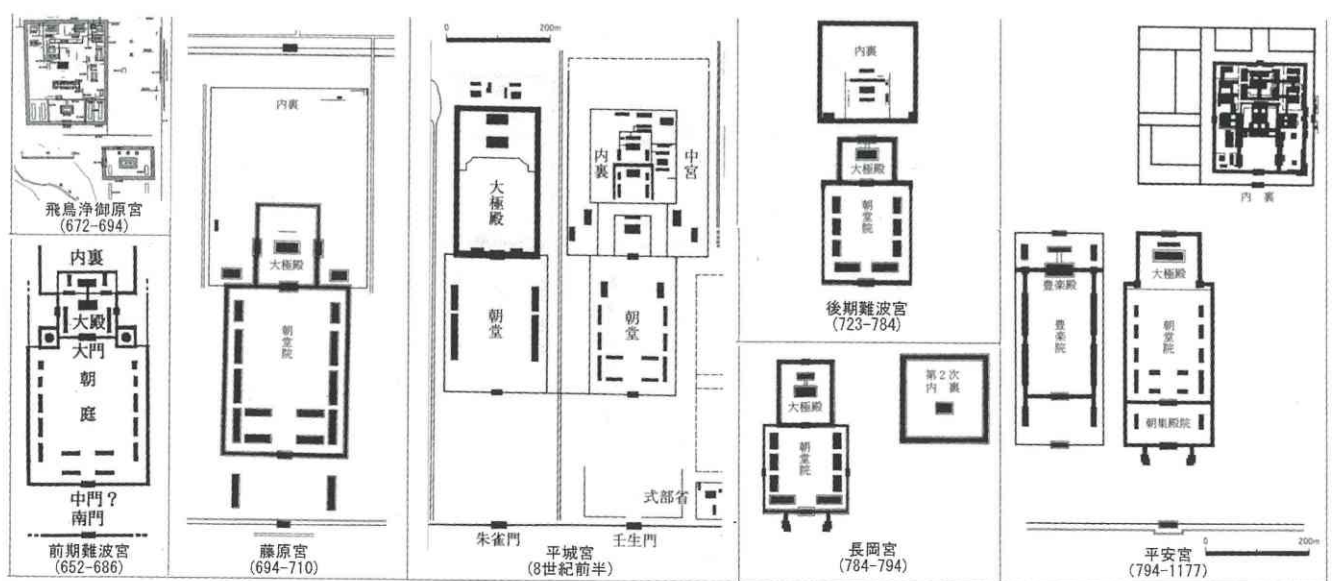 飛鳥浄御原宮
(672-694)
内裏
大殿
大門
朝
庭
中門？
南門
前期難波宮
(652-686)
内裏
大極殿
朝堂院
藤原宮
(694-710)
0
200m
大極殿
朝堂
内裏
中宮
朝堂
式部省
朱雀門
壬生門
平城宮
(8世紀前半)
内裏
大極殿
朝堂院
後期難波宮
(723-784)
大極殿
朝堂院
第２次
内裏
長岡宮
(784-794)
内裏
豊楽殿
豊楽院
大極殿
朝堂院
朝集殿院
平安宮
(794-1177)
0
200m